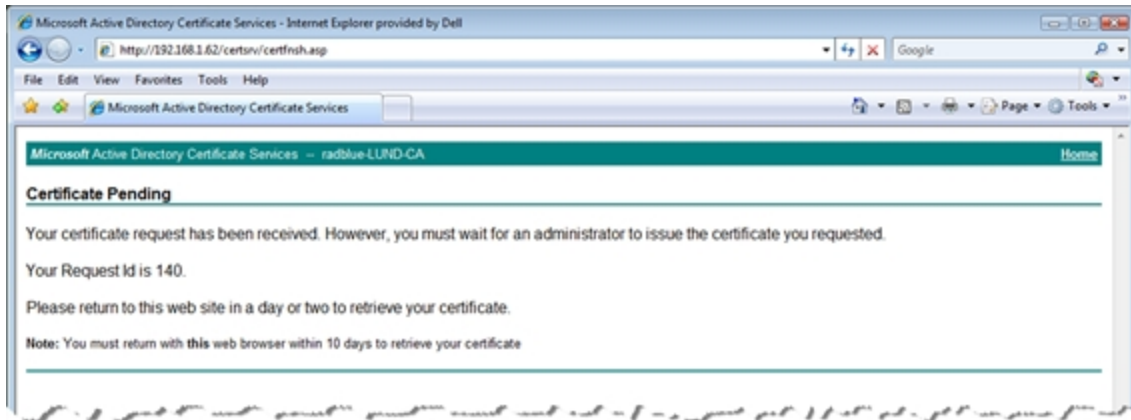 Microsoft Active Directory Certificate Services - Internet Explorer provided by Dell
http://192.168.1.62/certsrv/certfnsh.asp
Google
File Edit View Favorites Tools Help
Microsoft Active Directory Certificate Services
Page Tools
Microsoft Active Directory Certificate Services -- radblue-LUND-CA
Home
Certificate Pending
Your certificate request has been received. However, you must wait for an administrator to issue the certificate you requested.
Your Request Id is 140.
Please return to this web site in a day or two to retrieve your certificate.
Note: You must return with this web browser within 10 days to retrieve your certificate